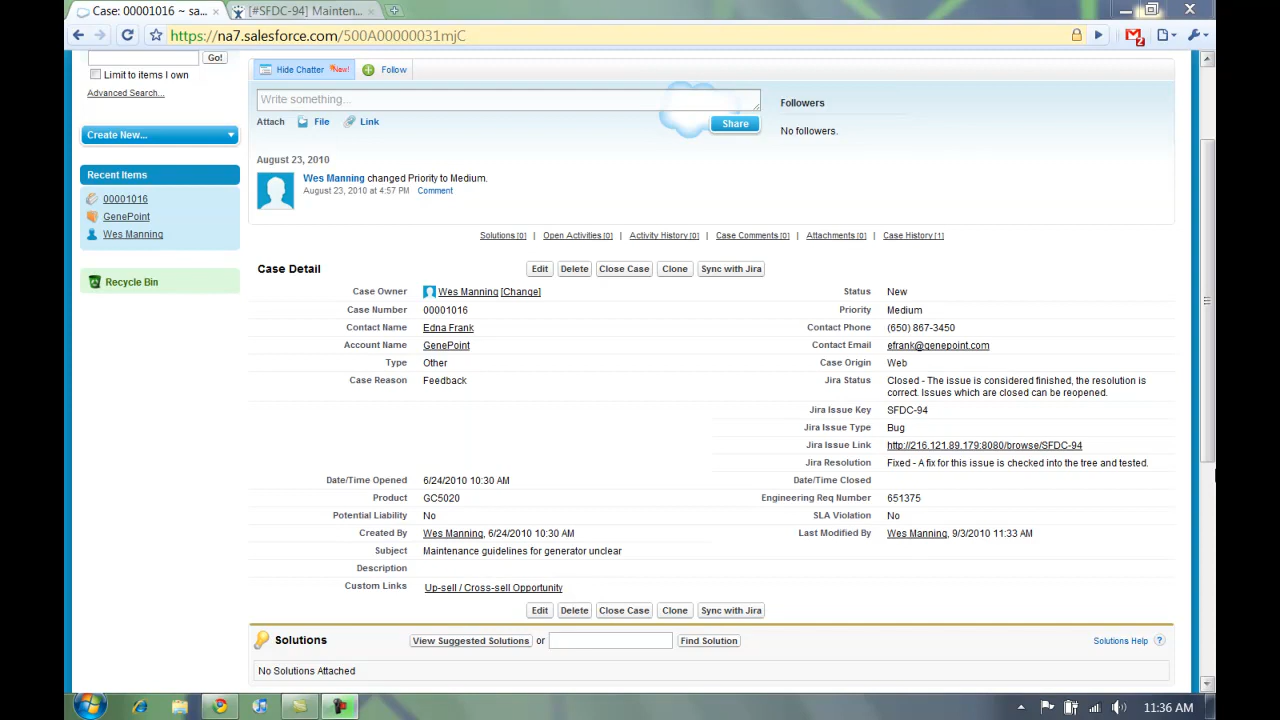 Case: 00001016 ~ sa...
[#SFDC-94] Mainten...
https://na7.salesforce.com/500A00000031mjC
2
Go!
Limit to items I own
Advanced Search...
Create New...
Recent Items
00001016
GenePoint
Wes Manning
Recycle Bin
Hide Chatter New! Follow
Write something...
Attach File Link
Share
Followers
No followers.
August 23, 2010
Wes Manning changed Priority to Medium.
August 23, 2010 at 4:57 PM Comment
Solutions [0] | Open Activities [0] | Activity History [0] | Case Comments [0] | Attachments [0] | Case History [1]
Case Detail Edit Delete Close Case Clone Sync with Jira
Case Owner Wes Manning [Change] Status New
Case Number 00001016 Priority Medium
Contact Name Edna Frank Contact Phone (650) 867-3450
Account Name GenePoint Contact Email efrank@genepoint.com
Type Other Case Origin Web
Case Reason Feedback Jira Status Closed - The issue is considered finished, the resolution is
correct. Issues which are closed can be reopened.
Jira Issue Key SFDC-94
Jira Issue Type Bug
Jira Issue Link http://216.121.89.179:8080/browse/SFDC-94
Jira Resolution Fixed - A fix for this issue is checked into the tree and tested.
Date/Time Opened 6/24/2010 10:30 AM Date/Time Closed
Product GC5020 Engineering Req Number 651375
Potential Liability No SLA Violation No
Created By Wes Manning, 6/24/2010 10:30 AM Last Modified By Wes Manning, 9/3/2010 11:33 AM
Subject Maintenance guidelines for generator unclear
Description
Custom Links Up-sell / Cross-sell Opportunity
Edit Delete Close Case Clone Sync with Jira
Solutions View Suggested Solutions or Find Solution Solutions Help ?
No Solutions Attached
11:36 AM